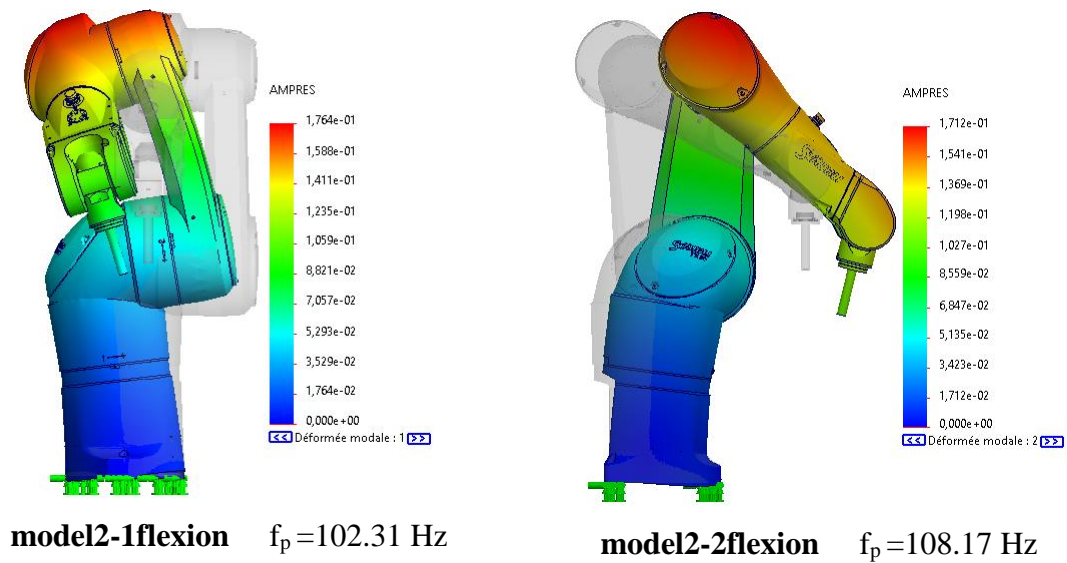 AMPRES
1,764e-01
1,588e-01
1,411e-01
1,235e-01
1,059e-01
8,821e-02
7,057e-02
5,293e-02
3,529e-02
1,764e-02
0,000e+00
<< Déformée modale : 1 >>
AMPRES
1,712e-01
1,541e-01
1,369e-01
1,198e-01
1,027e-01
8,559e-02
6,847e-02
5,135e-02
3,423e-02
1,712e-02
0,000e+00
<< Déformée modale : 2 >>
model2-1flexion fp =102.31 Hz
model2-2flexion fp =108.17 Hz